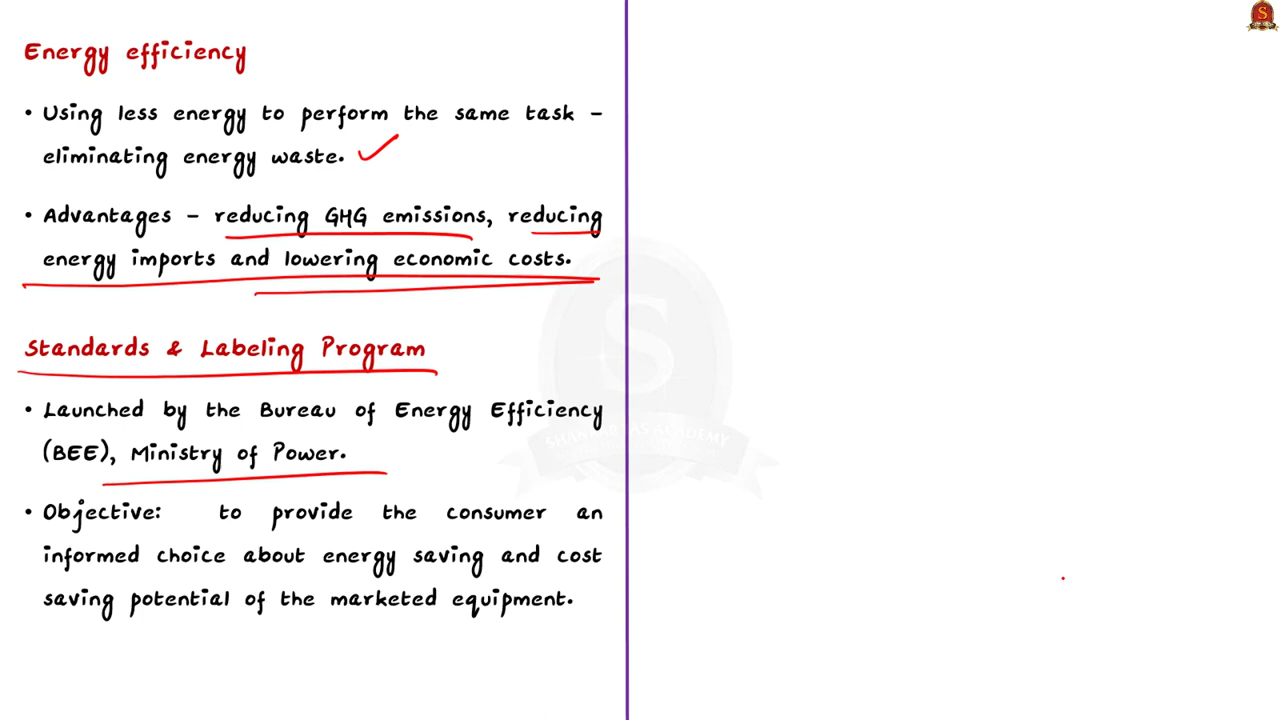 Energy efficiency
• Using less energy to perform the same task –
eliminating energy waste.
• Advantages – reducing GHG emissions, reducing
energy imports and lowering economic costs.
Standards & Labeling Program
• Launched by the Bureau of Energy Efficiency
(BEE), Ministry of Power.
• Objective: to provide the consumer an
informed choice about energy saving and cost
saving potential of the marketed equipment.
S
SHANKAR IAS ACADEMY
S